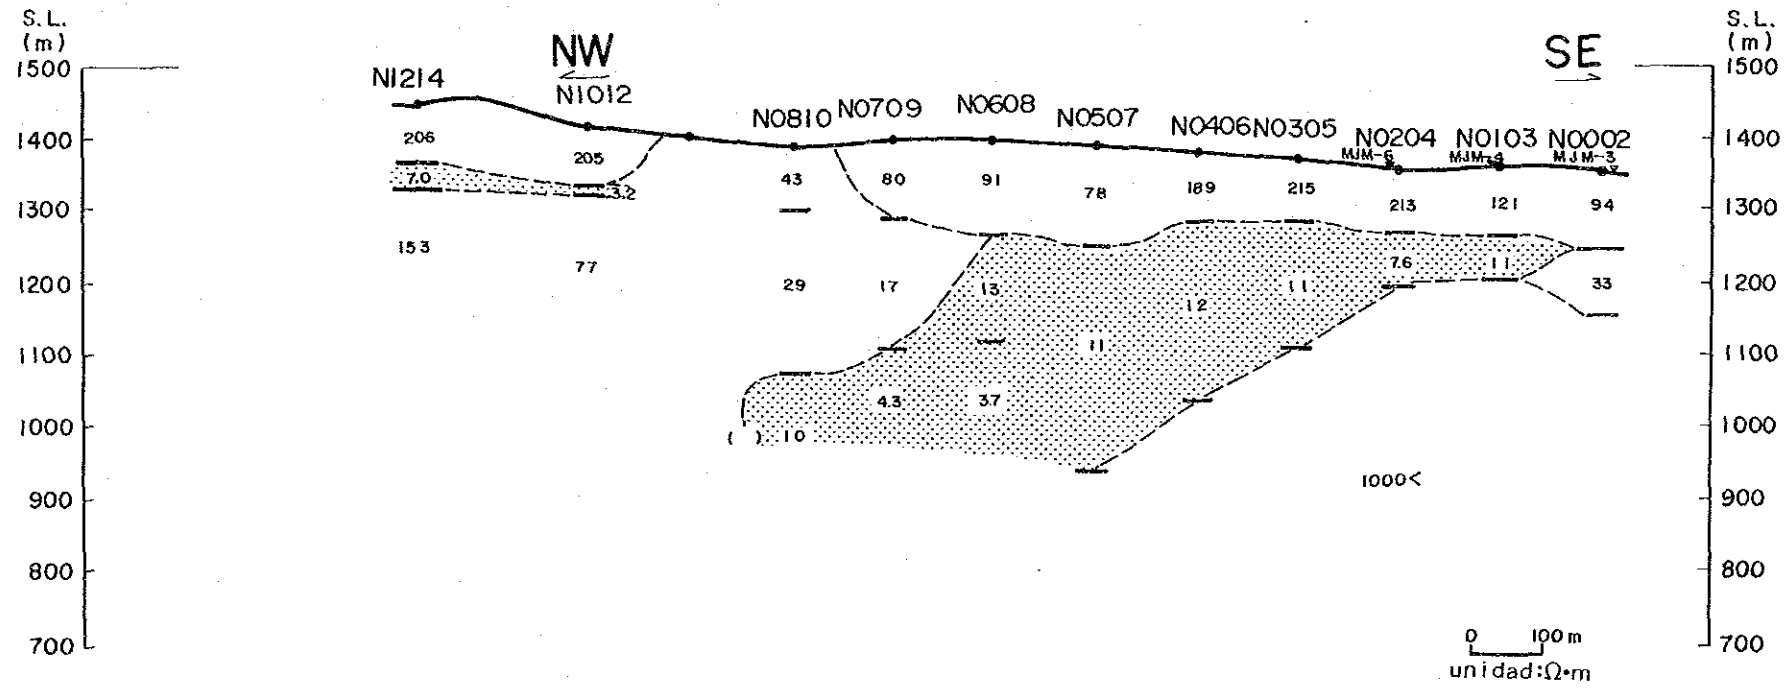 S.L. S.L.
(m) NW SE (m)
1500 1500
N1214 N1012 N0810 N0709 N0608 N0507 N0406 N0305 N0204 N0103 N0002
MJM-6 MJM-4 MJM-3
1400 1400
206 205 43 80 91 78 189 215 213 121 94
7.0 3.2
1300 1300
153 77 29 17 13 12 11 7.6 11 33
1200 1200
11
1100 1100
4.3 3.7
1000 ( ) 10 1000
1000<
900 900
800 800
700 700
0 100 m
unidad:Ω•m